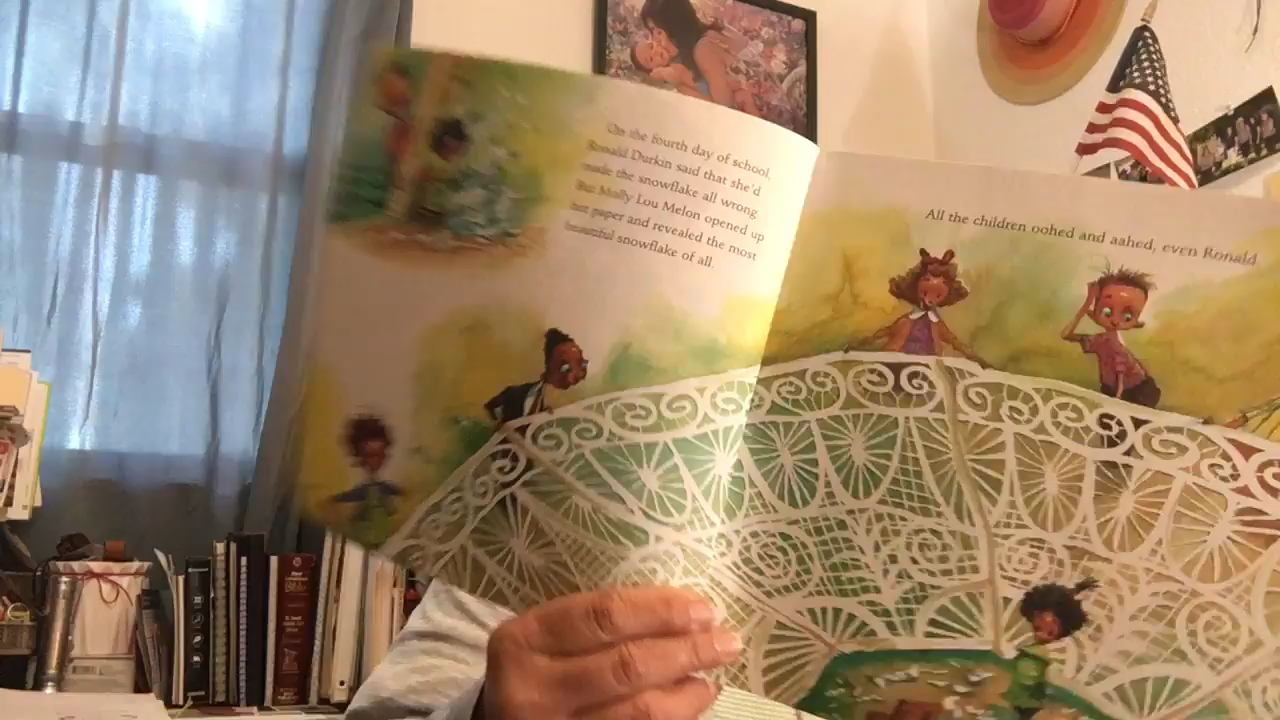 On the fourth day of school,
Ronald Durkin said that she'd
made the snowflake all wrong.
But Molly Lou Melon opened up
her paper and revealed the most
beautiful snowflake of all.
All the children oohed and aahed, even Ronald.